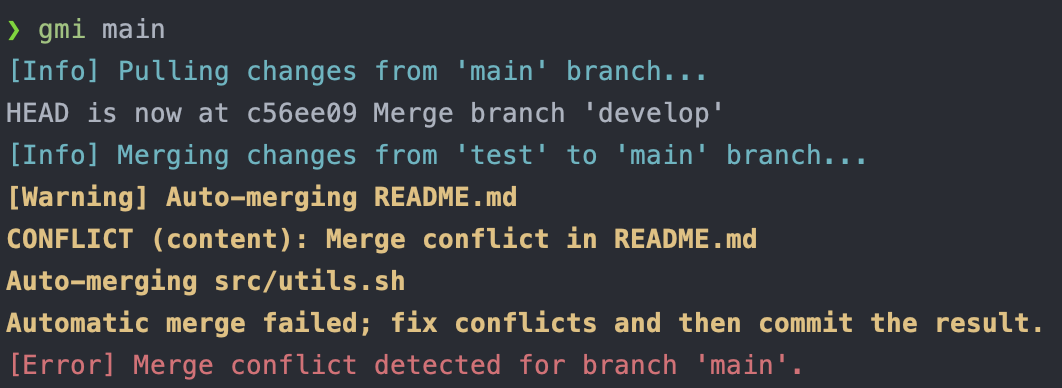 ❯ gmi main
[Info] Pulling changes from 'main' branch...
HEAD is now at c56ee09 Merge branch 'develop'
[Info] Merging changes from 'test' to 'main' branch...
[Warning] Auto-merging README.md
CONFLICT (content): Merge conflict in README.md
Auto-merging src/utils.sh
Automatic merge failed; fix conflicts and then commit the result.
[Error] Merge conflict detected for branch 'main'.